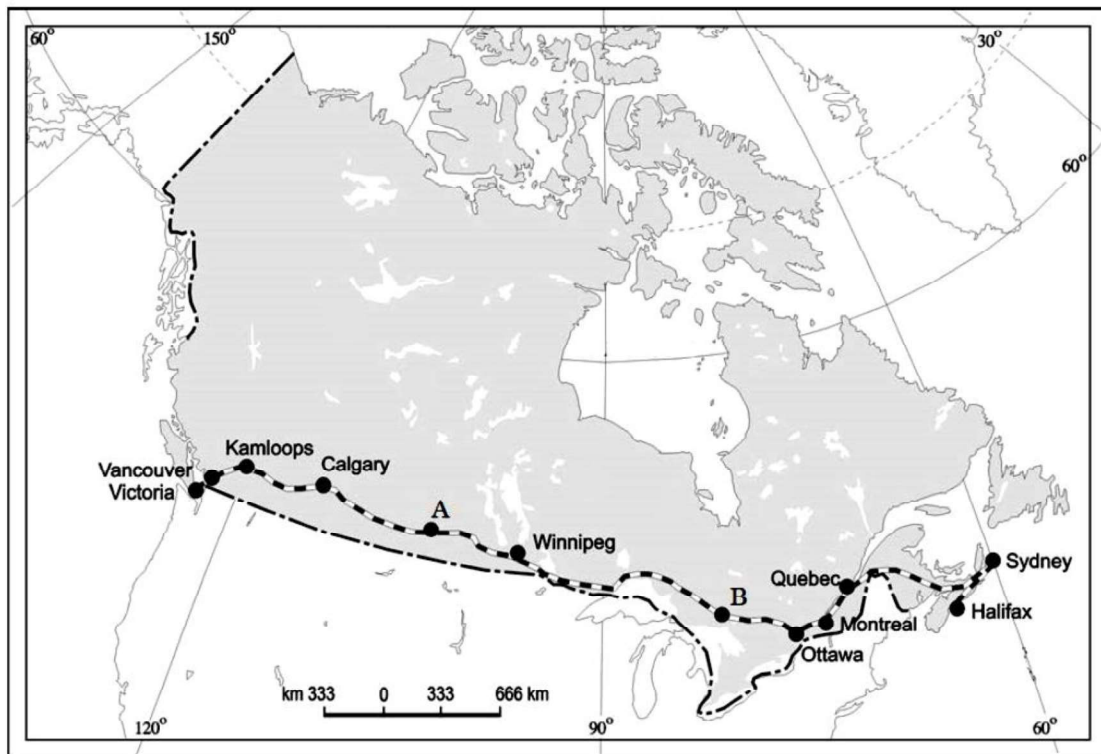 60°
150°
30°
60°
Kamloops
Vancouver
Calgary
Victoria
A
Winnipeg
B
Quebec
Sydney
Montreal
Halifax
Ottawa
km 333 0 333 666 km
120°
90°
60°